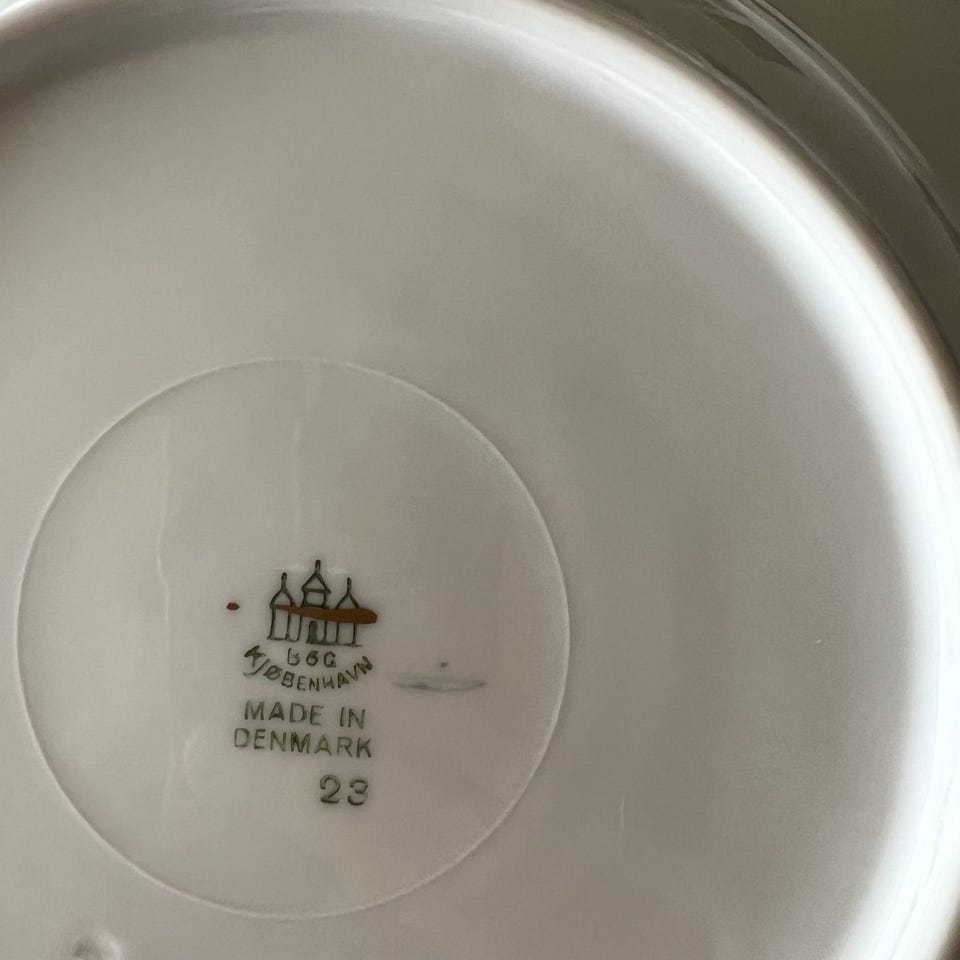 B&G
KJØBENHAVN
MADE IN
DENMARK
23